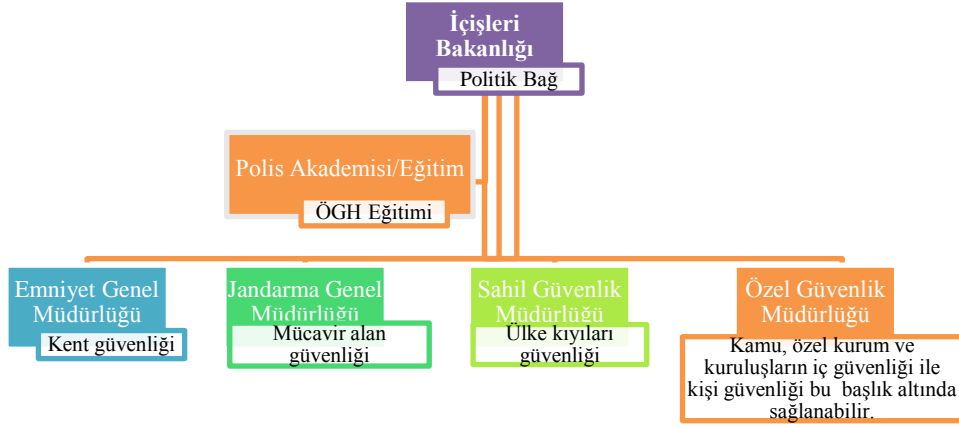 İçişleri
Bakanlığı
Politik Bağ
Polis Akademisi/Eğitim
ÖGH Eğitimi
Emniyet Genel
Müdürlüğü
Kent güvenliği
Jandarma Genel
Müdürlüğü
Mücavir alan
güvenliği
Sahil Güvenlik
Müdürlüğü
Ülke kıyıları
güvenliği
Özel Güvenlik
Müdürlüğü
Kamu, özel kurum ve
kuruluşların iç güvenliği ile
kişi güvenliği bu başlık altında
sağlanabilir.